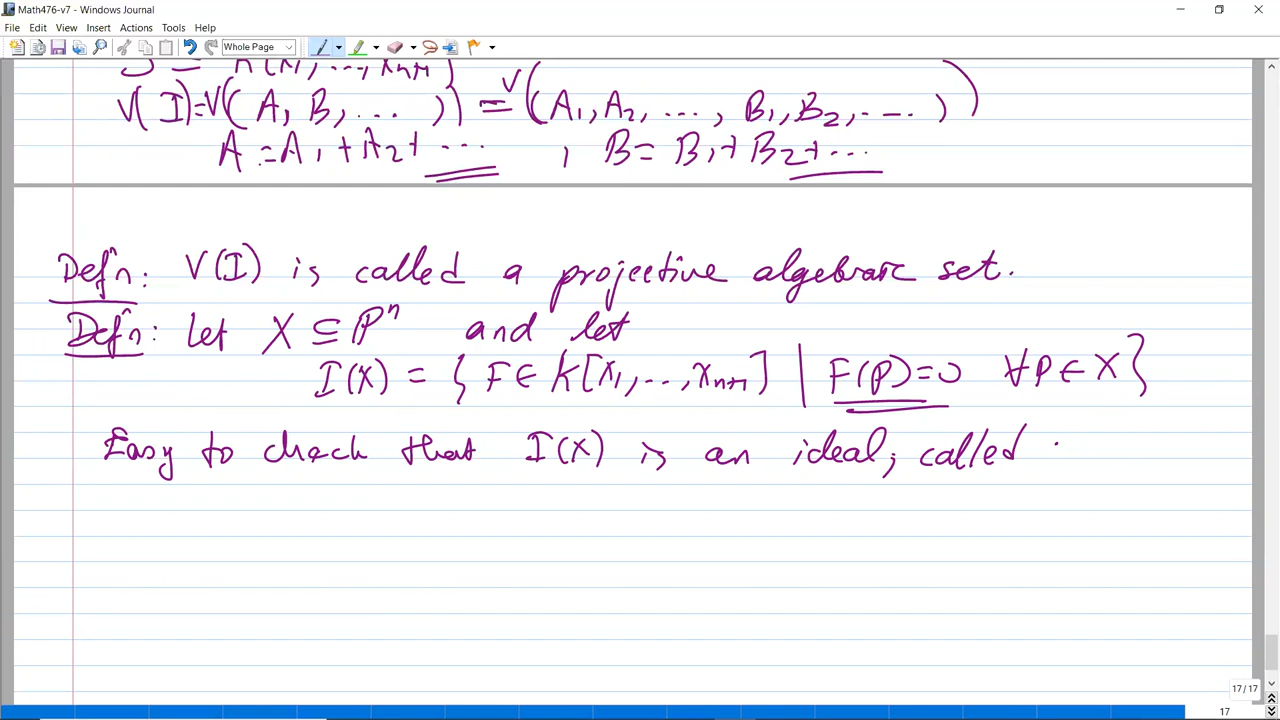 Math476-v7 - Windows Journal
File Edit View Insert Actions Tools Help
Whole Page
V(I)=V((A, B, ...)) = V(A₁, A₂, ..., B₁, B₂, ...)
A = A₁ + A₂ + ... , B = B₁ + B₂ + ...
Def'n: V(I) is called a projective algebraic set.
Def'n: Let X ⊆ ℙⁿ and let
I(X) = { F ∈ K[x₁, ..., xₙ₊₁] | F(P)=0 ∀P ∈ X }
Easy to check that I(X) is an ideal, called
17/17
17